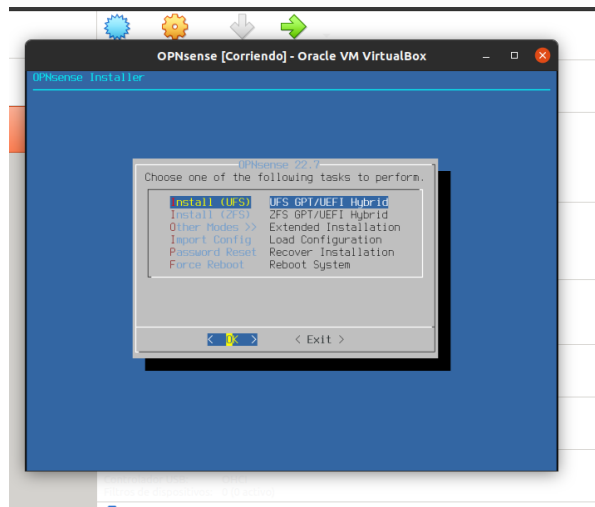 OPNsense [Corriendo] - Oracle VM VirtualBox
OPNsense Installer
OPNsense 22.7
Choose one of the following tasks to perform.
Install (UFS) UFS GPT/UEFI Hybrid
Install (ZFS) ZFS GPT/UEFI Hybrid
Other Modes >> Extended Installation
Import Config Load Configuration
Password Reset Recover Installation
Force Reboot Reboot System
< OK > < Exit >